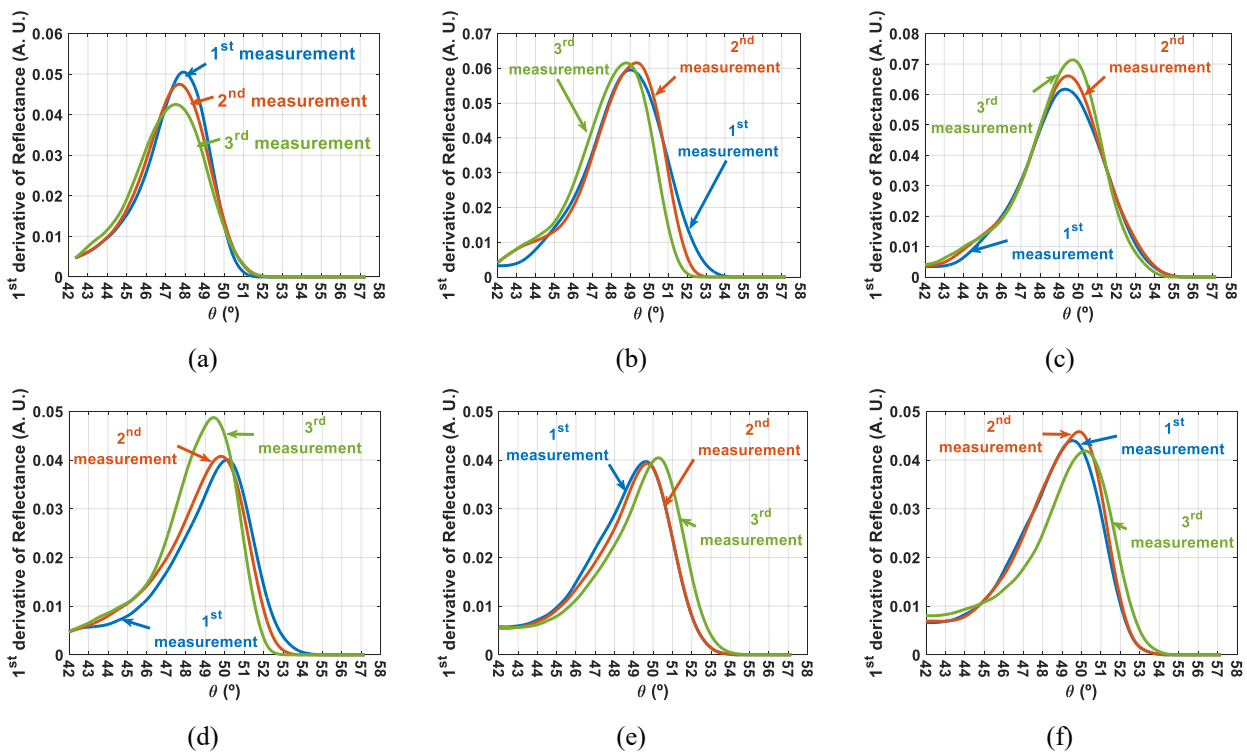 1st derivative of Reflectance (A. U.)
0.06
0.05
0.04
0.03
0.02
0.01
0
1st measurement
2nd measurement
3rd measurement
42 43 44 45 46 47 48 49 50 51 52 53 54 55 56 57 58
θ (º)
(a)
1st derivative of Reflectance (A. U.)
0.07
0.06
0.05
0.04
0.03
0.02
0.01
0
3rd
measurement
2nd
measurement
1st
measurement
42 43 44 45 46 47 48 49 50 51 52 53 54 55 56 57 58
θ (º)
(b)
1st derivative of Reflectance (A. U.)
0.08
0.07
0.06
0.05
0.04
0.03
0.02
0.01
0
2nd
measurement
3rd
measurement
1st
measurement
42 43 44 45 46 47 48 49 50 51 52 53 54 55 56 57 58
θ (º)
(c)
1st derivative of Reflectance (A. U.)
0.05
0.04
0.03
0.02
0.01
0
2nd
measurement
3rd
measurement
1st
measurement
42 43 44 45 46 47 48 49 50 51 52 53 54 55 56 57 58
θ (º)
(d)
1st derivative of Reflectance (A. U.)
0.05
0.04
0.03
0.02
0.01
0
1st
measurement
2nd
measurement
3rd
measurement
42 43 44 45 46 47 48 49 50 51 52 53 54 55 56 57 58
θ (º)
(e)
1st derivative of Reflectance (A. U.)
0.05
0.04
0.03
0.02
0.01
0
2nd
measurement
1st
measurement
3rd
measurement
42 43 44 45 46 47 48 49 50 51 52 53 54 55 56 57 58
θ (º)
(f)